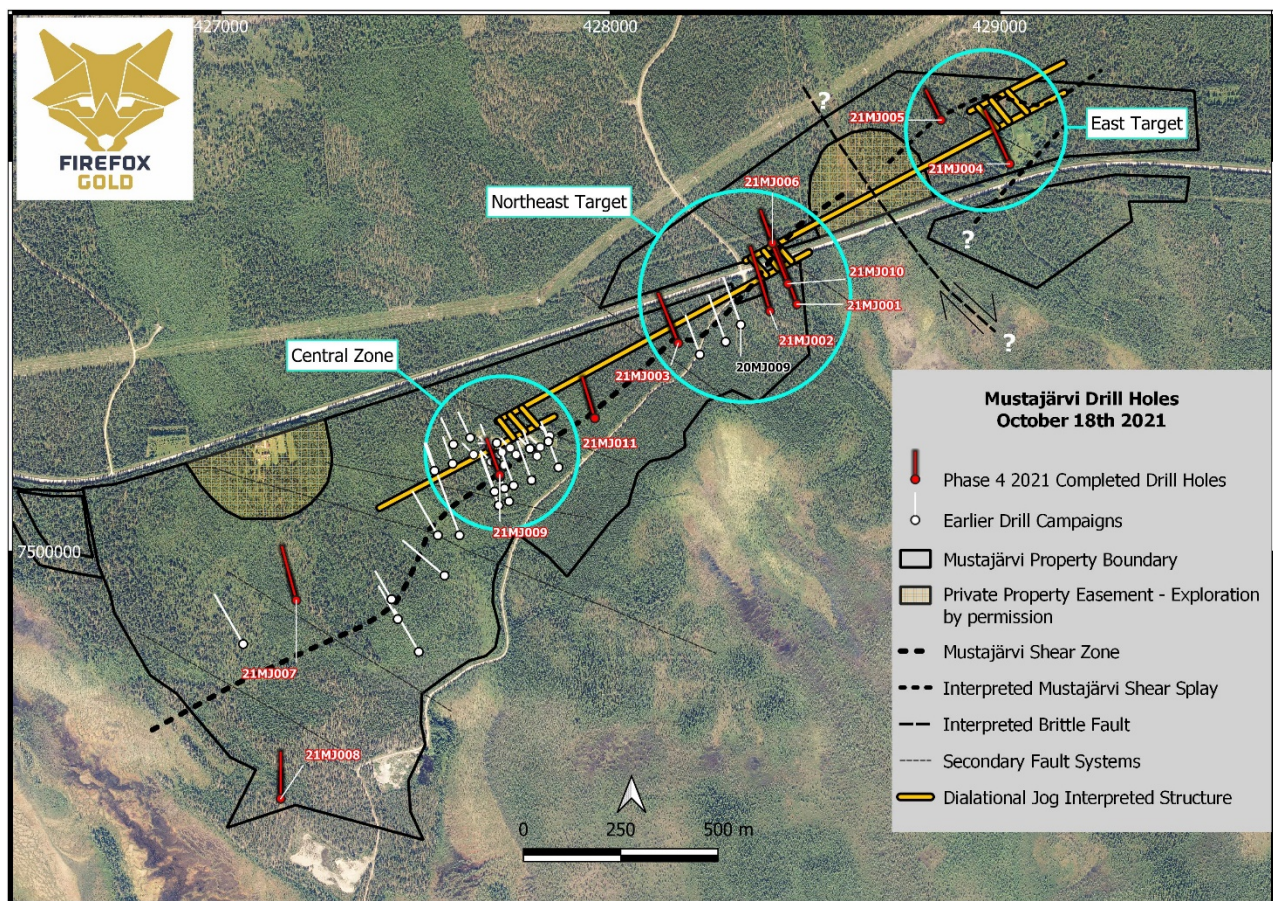 427000
428000
429000
FIREFOX
GOLD
?
21MJ005
East Target
21MJ004
21MJ006
Northeast Target
?
21MJ010
21MJ001
21MJ002
?
Central Zone
21MJ003
20MJ009
21MJ011
21MJ009
7500000
21MJ007
21MJ008
Mustajärvi Drill Holes
October 18th 2021
Phase 4 2021 Completed Drill Holes
Earlier Drill Campaigns
Mustajärvi Property Boundary
Private Property Easement - Exploration
by permission
Mustajärvi Shear Zone
Interpreted Mustajärvi Shear Splay
Interpreted Brittle Fault
Secondary Fault Systems
Dialational Jog Interpreted Structure
0 250 500 m